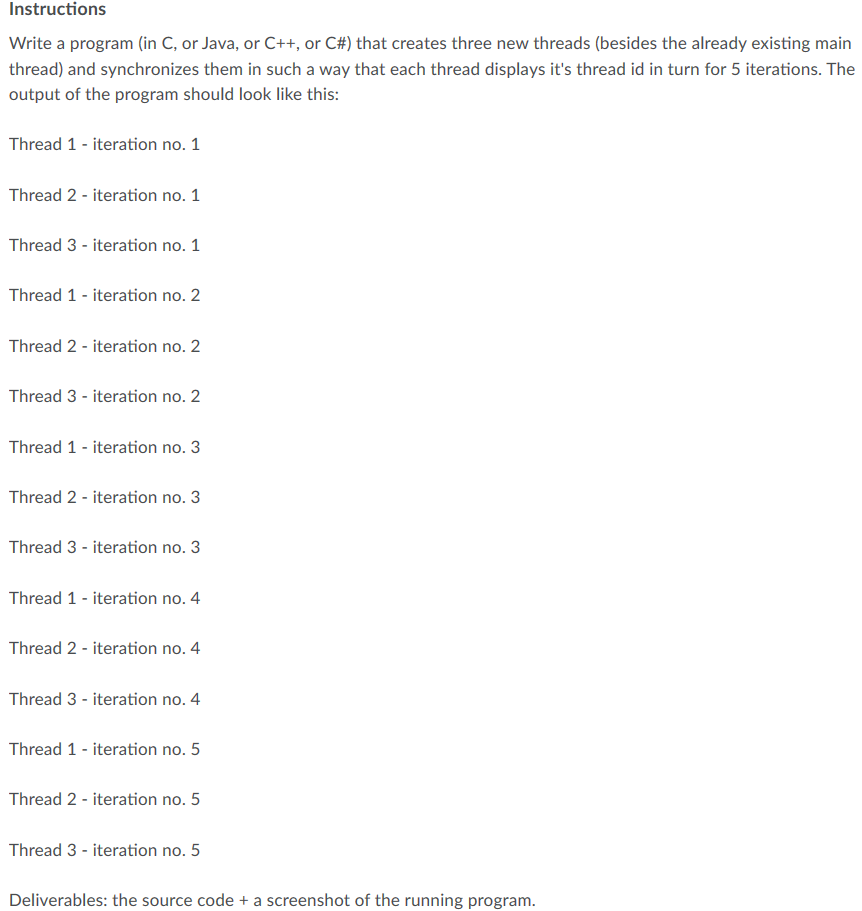 Instructions
Write a program (in C, or Java, or C++, or C#) that creates three new threads (besides the already existing main
thread) and synchronizes them in such a way that each thread displays it's thread id in turn for 5 iterations. The
output of the program should look like this:
Thread 1 - iteration no. 1
Thread 2 - iteration no. 1
Thread 3 - iteration no. 1
Thread 1 - iteration no. 2
Thread 2 - iteration no. 2
Thread 3 - iteration no. 2
Thread 1 - iteration no. 3
Thread 2 - iteration no. 3
Thread 3 - iteration no. 3
Thread 1 - iteration no. 4
Thread 2 - iteration no. 4
Thread 3 - iteration no. 4
Thread 1 - iteration no. 5
Thread 2 - iteration no. 5
Thread 3 - iteration no. 5
Deliverables: the source code + a screenshot of the running program.